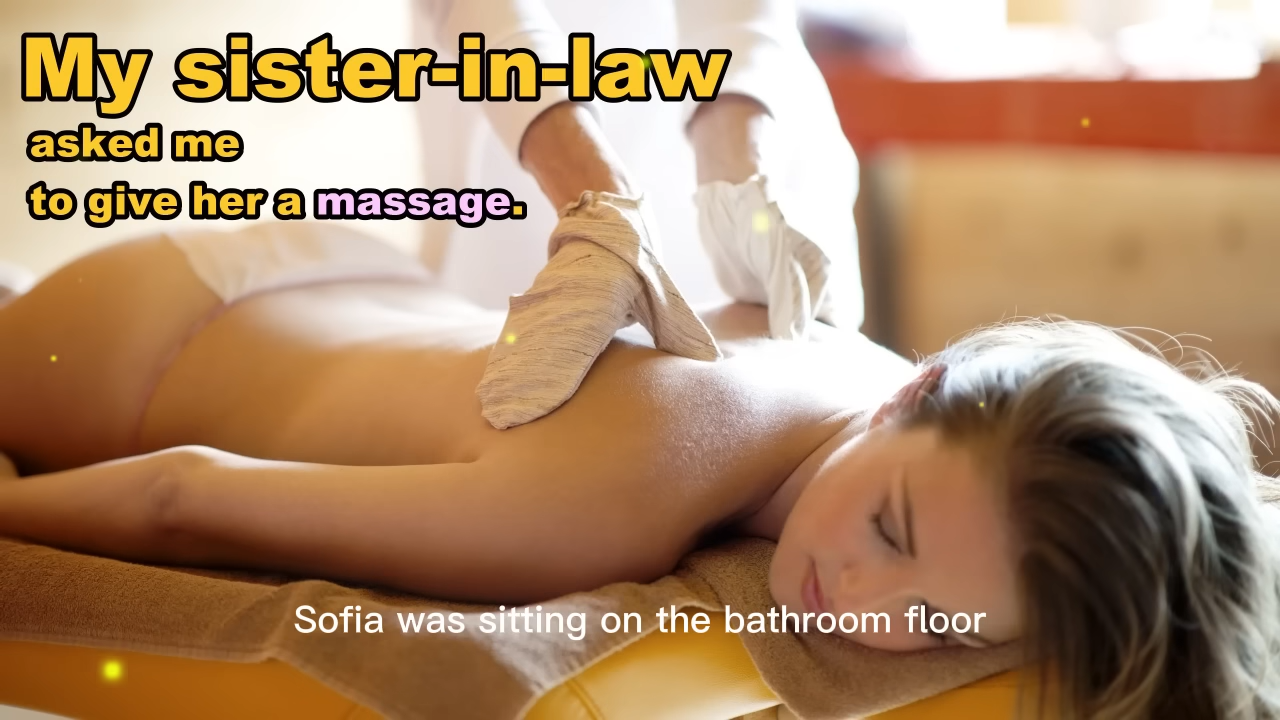 My sister-in-law
asked me
to give her a massage.
Sofia was sitting on the bathroom floor